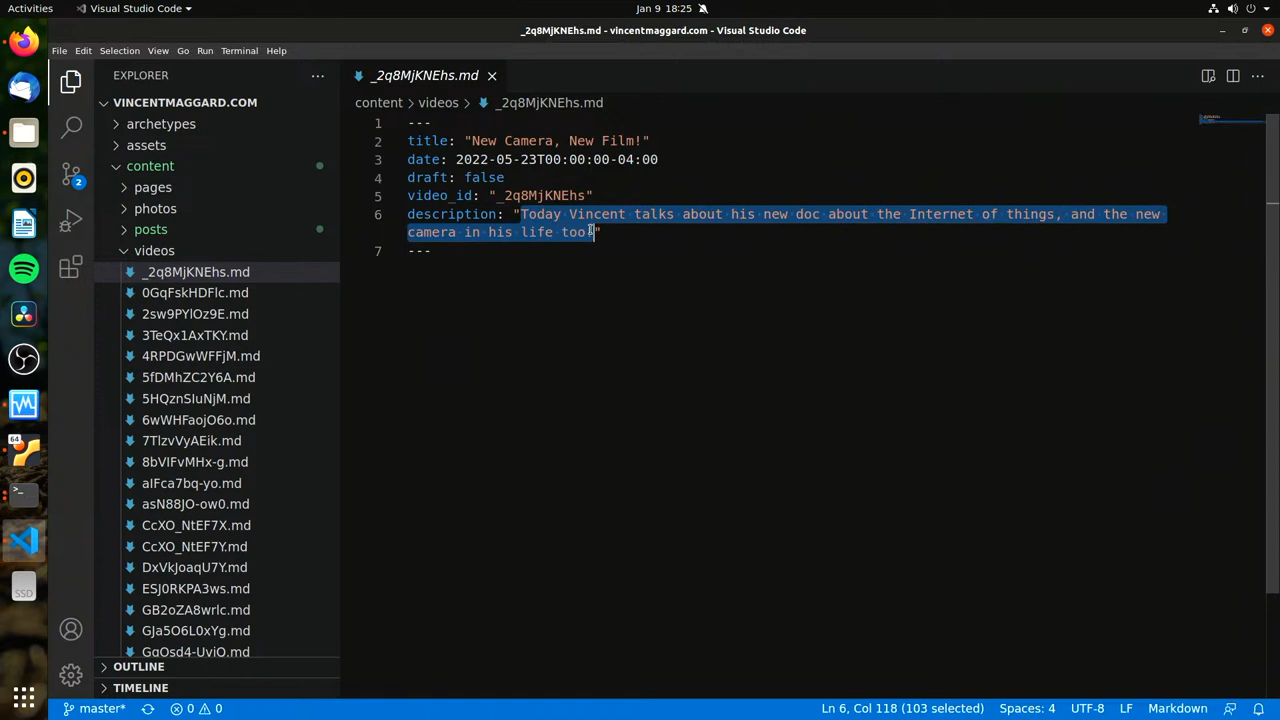 Activities
Visual Studio Code
Jan 9 18:25
_2q8MjKNEhs.md - vincentmaggard.com - Visual Studio Code
File Edit Selection View Go Run Terminal Help
EXPLORER
_2q8MjKNEhs.md
VINCENTMAGGARD.COM
archetypes
assets
content
pages
photos
posts
videos
_2q8MjKNEhs.md
0GqFskHDFlc.md
2sw9PYlOz9E.md
3TeQx1AxTKY.md
4RPDGwWFFjM.md
5fDMhZC2Y6A.md
5HQznSIuNjM.md
6wWHFaojO6o.md
7TlzvVyAEik.md
8bVIFvMHx-g.md
aIFca7bq-yo.md
asN88JO-ow0.md
CcXO_NtEF7X.md
CcXO_NtEF7Y.md
DxVkJoaqU7Y.md
ESJ0RKPA3ws.md
GB2oZA8wrlc.md
GJa5O6L0xYg.md
GqOsd4-UvjQ.md
OUTLINE
TIMELINE
content > videos > _2q8MjKNEhs.md
1 ---
2 title: "New Camera, New Film!"
3 date: 2022-05-23T00:00:00-04:00
4 draft: false
5 video_id: "_2q8MjKNEhs"
6 description: "Today Vincent talks about his new doc about the Internet of things, and the new
camera in his life too."
7 ---
2
64
>_
SSD
master*
0 0
Ln 6, Col 118 (103 selected)
Spaces: 4
UTF-8
LF
Markdown